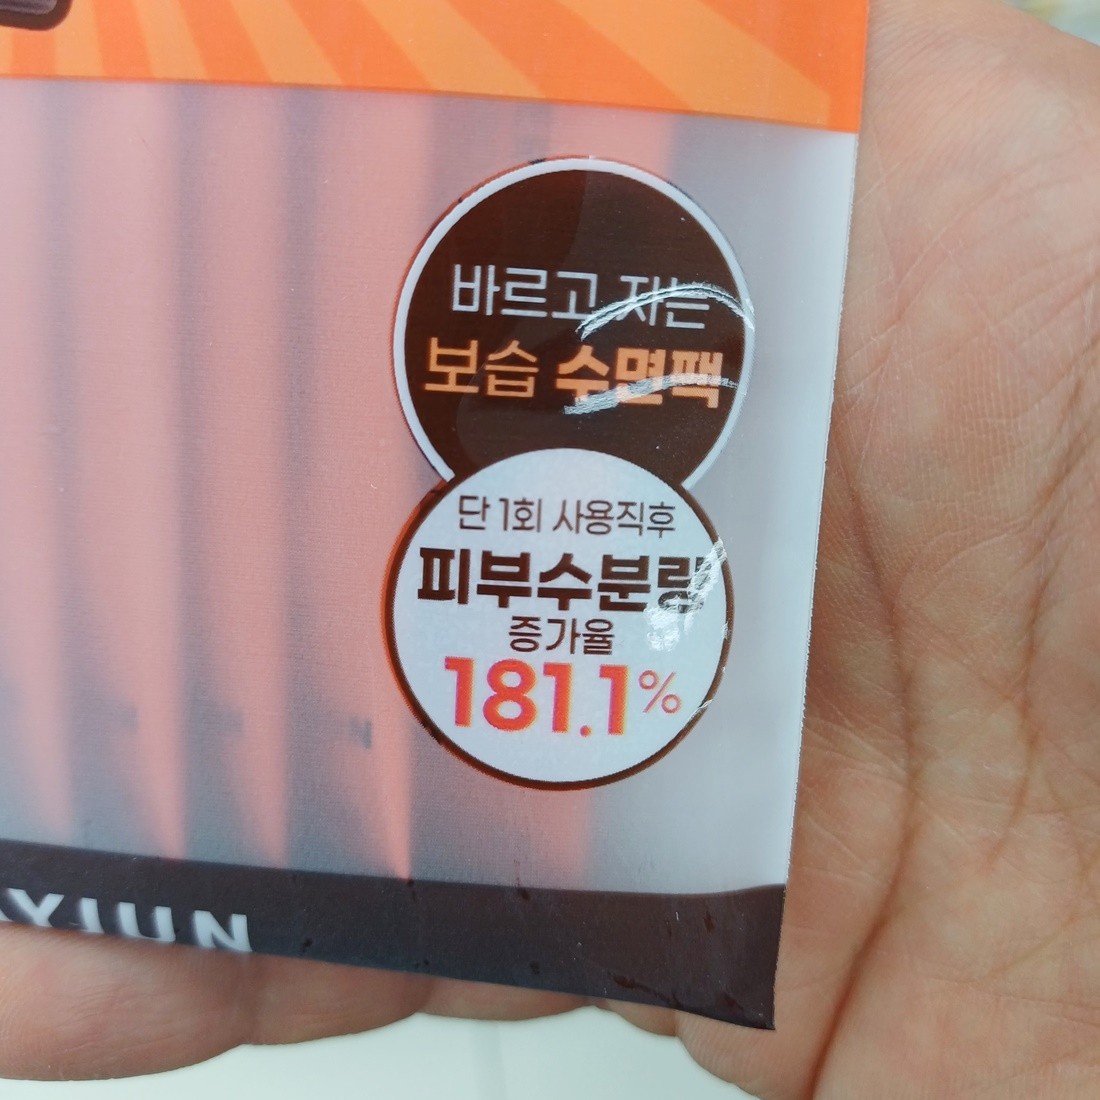 바르고 자는
보습 수면팩
단 1회 사용직후
피부수분량
증가율
181.1%